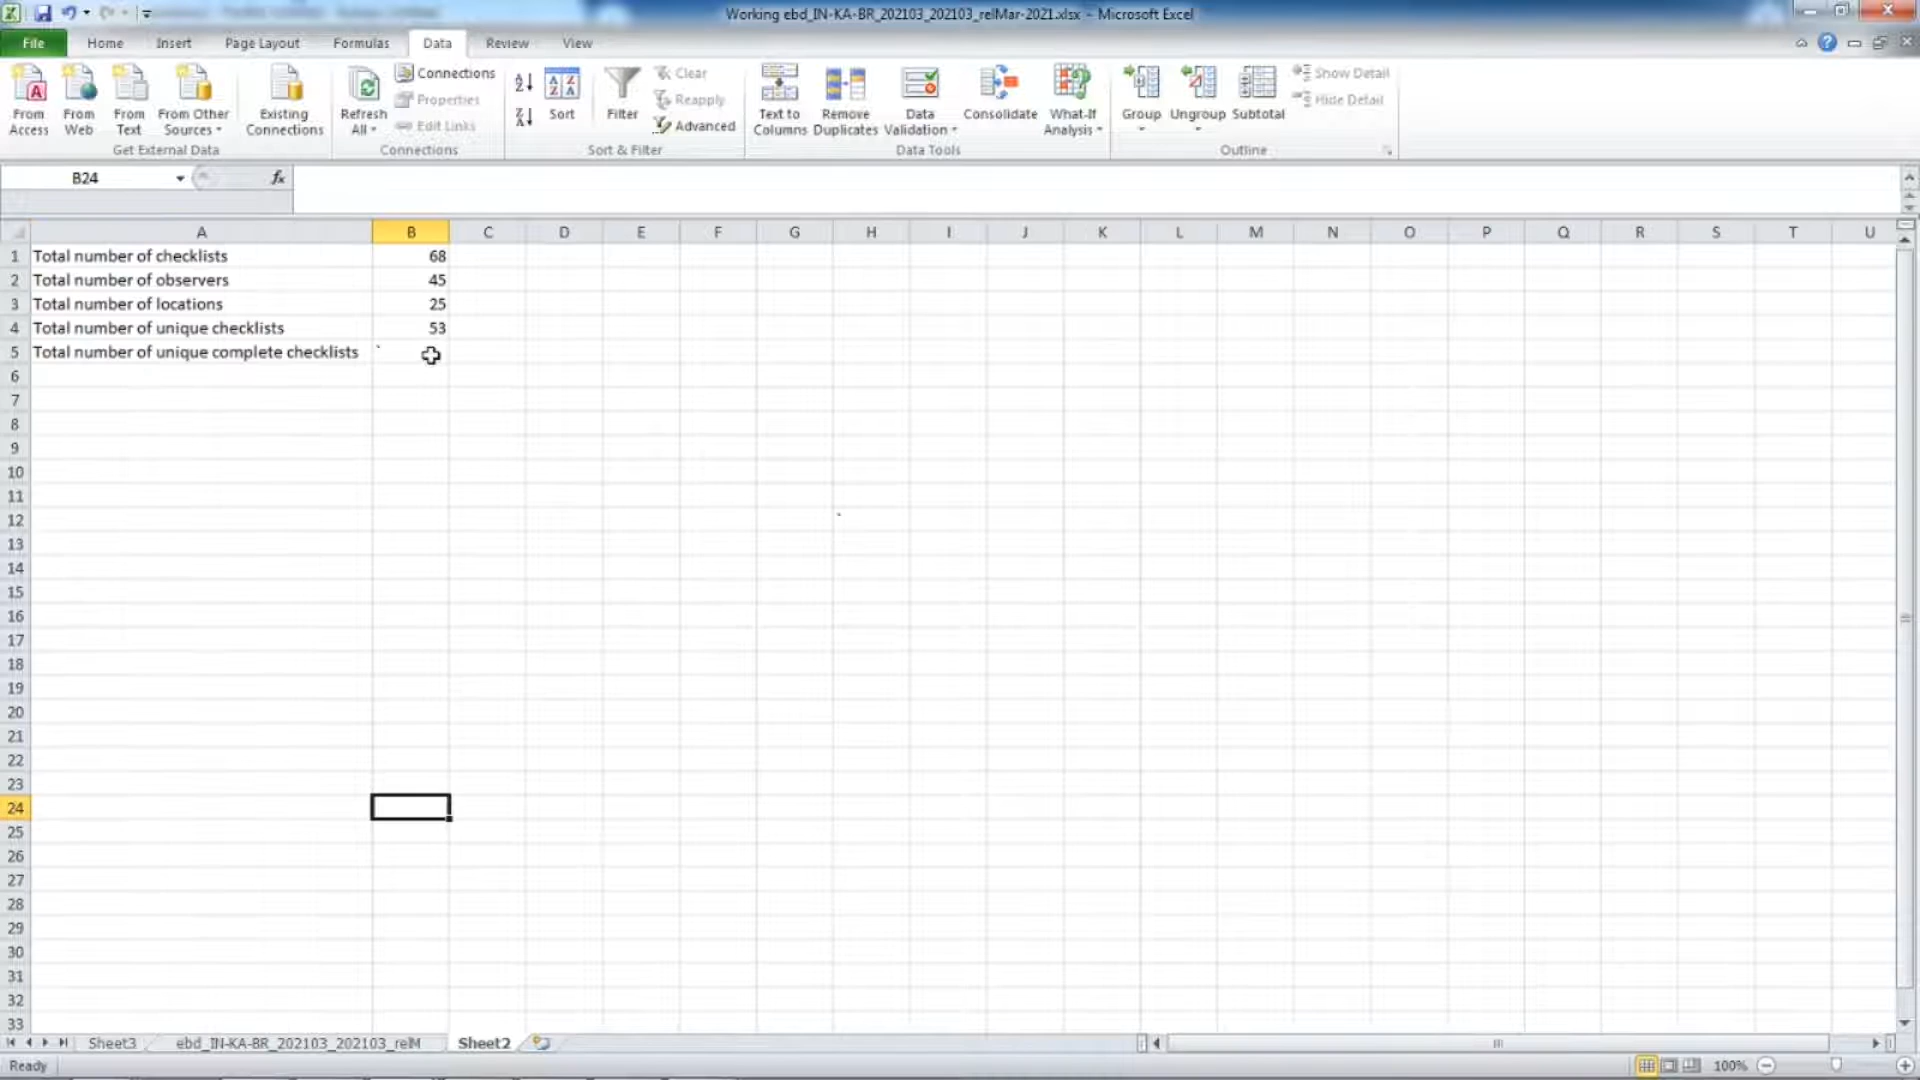 Working ebd_IN-KA-BR_202103_202103_relMar-2021.xlsx - Microsoft Excel
File Home Insert Page Layout Formulas Data Review View
From Access From Web From Text From Other Sources Existing Connections Refresh All Connections Properties Edit Links Sort Filter Clear Reapply Advanced Text to Columns Remove Duplicates Data Validation Consolidate What-If Analysis Group Ungroup Subtotal Show Detail Hide Detail
Get External Data Connections Sort & Filter Data Tools Outline
B24 fx
A B C D E F G H I J K L M N O P Q R S T U
1 Total number of checklists 68
2 Total number of observers 45
3 Total number of locations 25
4 Total number of unique checklists 53
5 Total number of unique complete checklists `
6
7
8
9
10
11
12
13
14
15
16
17
18
19
20
21
22
23
24
25
26
27
28
29
30
31
32
33
Sheet3 ebd_IN-KA-BR_202103_202103_relM Sheet2
Ready 100%